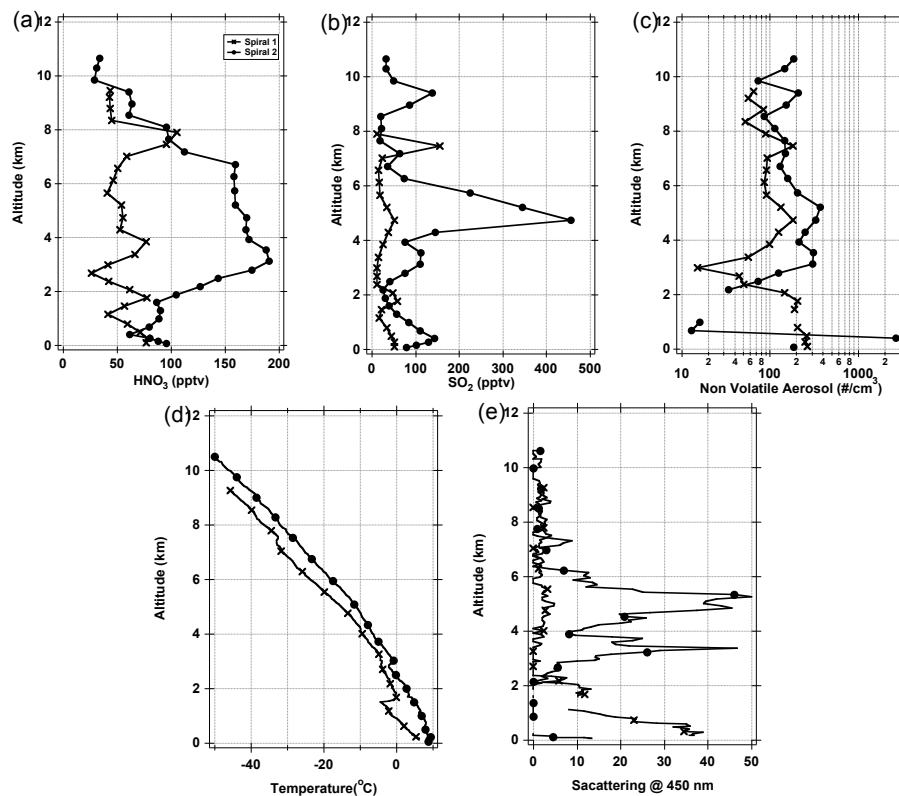 (a)
(b)
(c)
12
10
8
6
4
2
0
Altitude (km)
Spiral 1
Spiral 2
0 50 100 150 200
HNO3 (pptv)
12
10
8
6
4
2
0
Altitude (km)
0 100 200 300 400 500
SO2 (pptv)
12
10
8
6
4
2
0
Altitude (km)
10 2 4 6 8 100 2 4 6 8 1000 2
Non Volatile Aerosol (#/cm3)
(d)
(e)
12
10
8
6
4
2
0
Altitude (km)
-40 -20 0
Temperature(oC)
12
10
8
6
4
2
0
Altitude (km)
0 10 20 30 40 50
Sacattering @ 450 nm